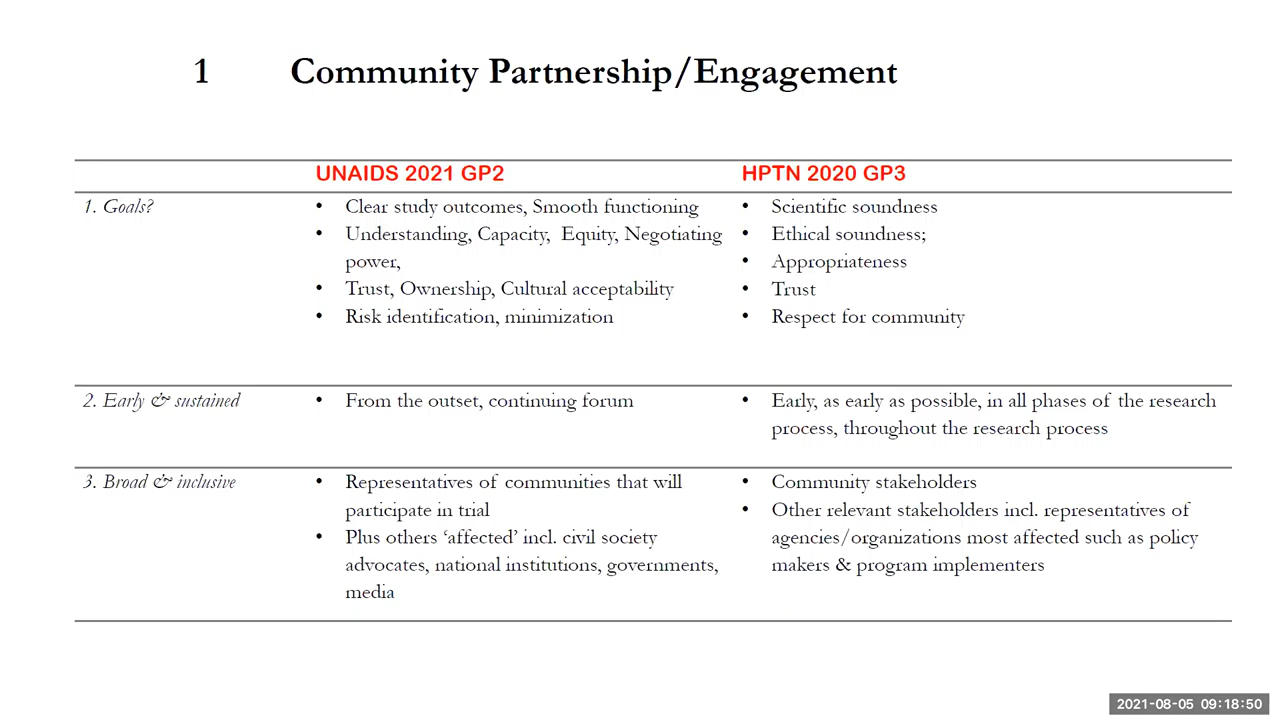 1 Community Partnership/Engagement
UNAIDS 2021 GP2 HPTN 2020 GP3
1. Goals?
• Clear study outcomes, Smooth functioning
• Understanding, Capacity, Equity, Negotiating
power,
• Trust, Ownership, Cultural acceptability
• Risk identification, minimization
• Scientific soundness
• Ethical soundness;
• Appropriateness
• Trust
• Respect for community
2. Early & sustained
• From the outset, continuing forum
• Early, as early as possible, in all phases of the research
process, throughout the research process
3. Broad & inclusive
• Representatives of communities that will
participate in trial
• Plus others ‘affected’ incl. civil society
advocates, national institutions, governments,
media
• Community stakeholders
• Other relevant stakeholders incl. representatives of
agencies/organizations most affected such as policy
makers & program implementers
2021-08-05 09:18:50